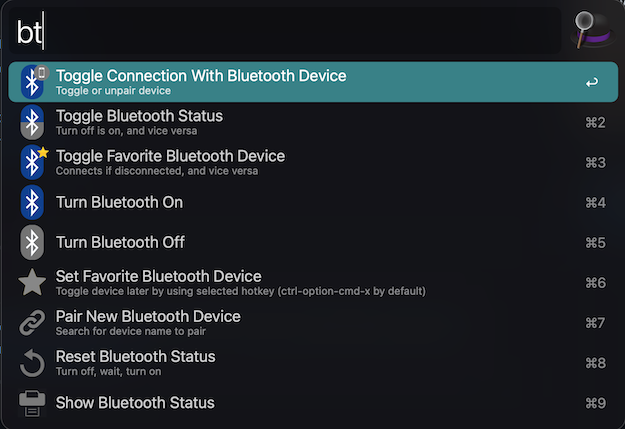 bt
Toggle Connection With Bluetooth Device
Toggle or unpair device
↩
Toggle Bluetooth Status
Turn off is on, and vice versa
⌘2
Toggle Favorite Bluetooth Device
Connects if disconnected, and vice versa
⌘3
Turn Bluetooth On
⌘4
Turn Bluetooth Off
⌘5
Set Favorite Bluetooth Device
Toggle device later by using selected hotkey (ctrl-option-cmd-x by default)
⌘6
Pair New Bluetooth Device
Search for device name to pair
⌘7
Reset Bluetooth Status
Turn off, wait, turn on
⌘8
Show Bluetooth Status
⌘9